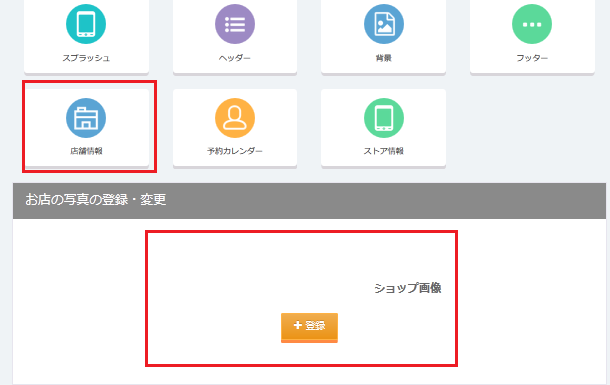 スプラッシュ
ヘッダー
背景
フッター
店舗情報
予約カレンダー
ストア情報
お店の写真の登録・変更
ショップ画像
+ 登録